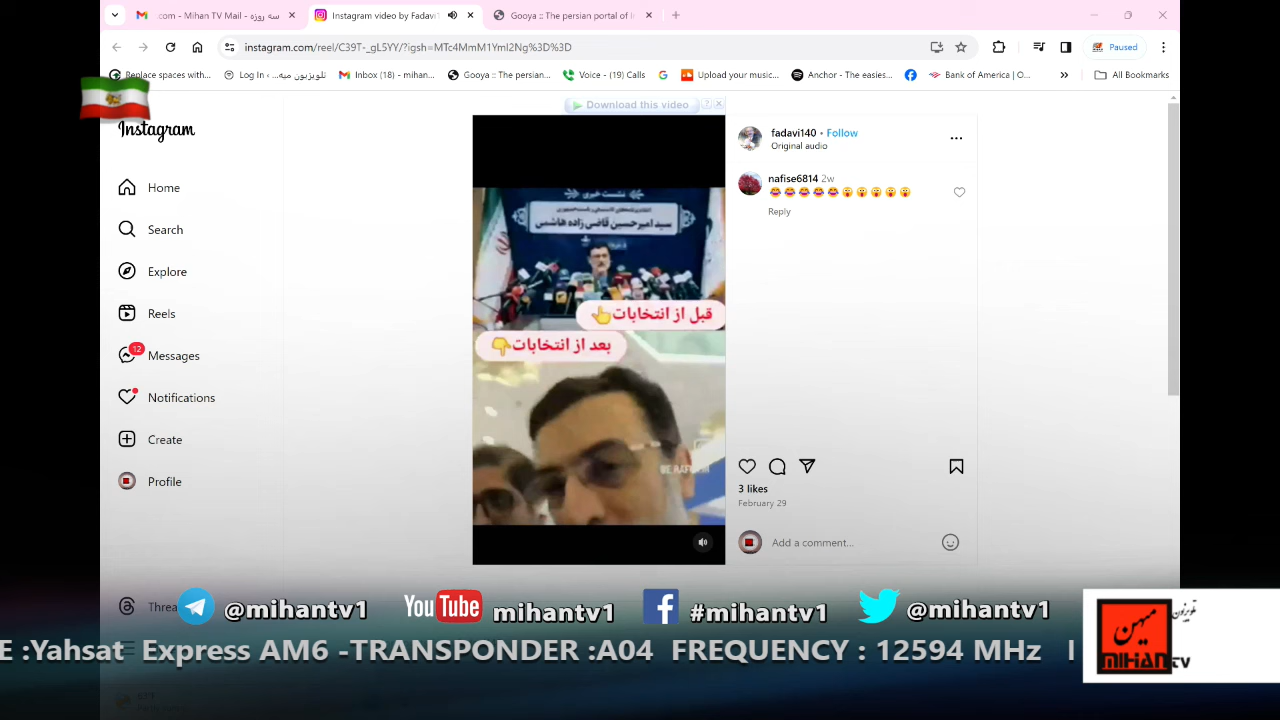 .com - Mihan TV Mail - سه روزه
Instagram video by Fadavi1
Gooya :: The persian portal of i
instagram.com/reel/C39T-_gL5YY/?igsh=MTc4MmM1YmI2Ng%3D%3D
Paused
Replace spaces with...
Log In ‹ تلویزیون میه...
Inbox (18) - mihan...
Gooya :: The persian...
Voice - (19) Calls
Upload your music...
Anchor - The easies...
Bank of America | O...
»
All Bookmarks
Download this video
Instagram
Home
Search
Explore
Reels
12
Messages
Notifications
Create
Profile
نشست خبری
سید امیرحسین قاضی زاده هاشمی
قبل از انتخابات👆
بعد از انتخابات👇
fadavi140 • Follow
Original audio
nafise6814 2w
😂😂😂😂😂😲😲😲😲😲
Reply
3 likes
February 29
Add a comment...
Threa
@mihantv1
YouTube mihantv1
#mihantv1
@mihantv1
E :Yahsat Express AM6 -TRANSPONDER :A04 FREQUENCY : 12594 MHz
تلویزیون
میهن
MIHAN TV